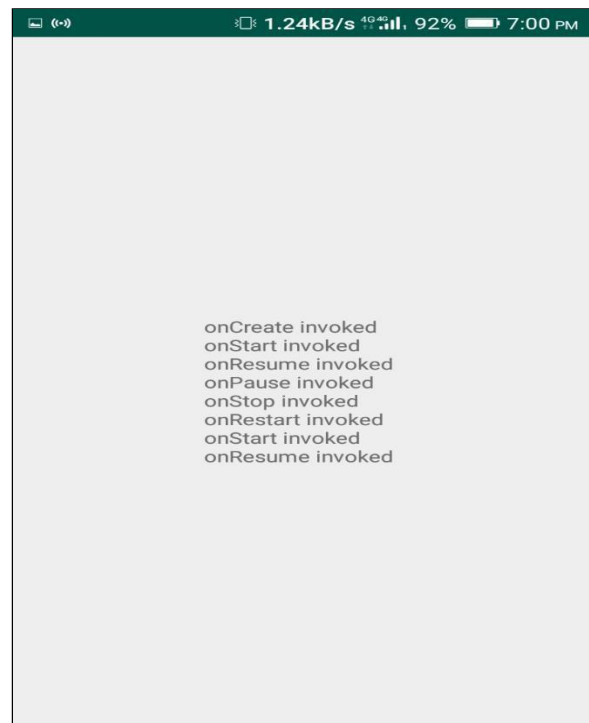 1.24kB/s 4G 4G 92% 7:00 PM
onCreate invoked
onStart invoked
onResume invoked
onPause invoked
onStop invoked
onRestart invoked
onStart invoked
onResume invoked